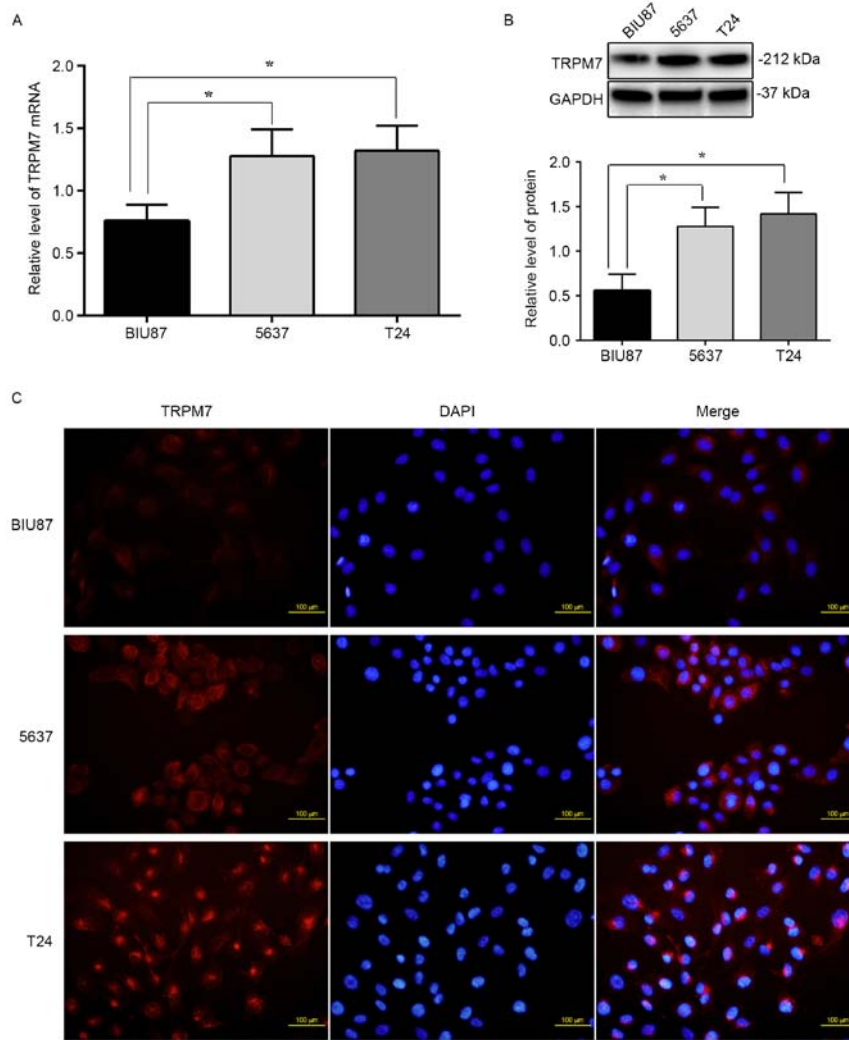 A
Relative level of TRPM7 mRNA
2.0
1.5
1.0
0.5
0.0
*
*
BIU87 5637 T24
B
BIU87 5637 T24
TRPM7 -212 kDa
GAPDH -37 kDa
Relative level of protein
2.0
1.5
1.0
0.5
0.0
*
*
BIU87 5637 T24
C
TRPM7 DAPI Merge
BIU87
100 µm 100 µm 100 µm
5637
100 µm 100 µm 100 µm
T24
100 µm 100 µm 100 µm